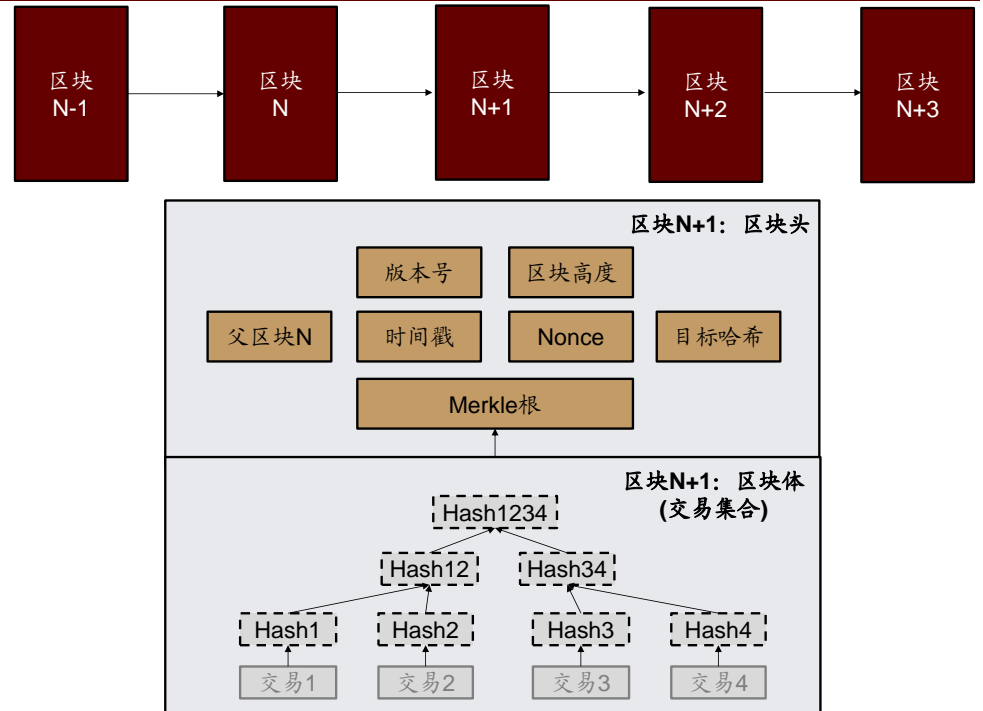 区块
N-1
区块
N
区块
N+1
区块
N+2
区块
N+3
区块N+1：区块头
版本号
区块高度
父区块N
时间戳
Nonce
目标哈希
Merkle根
区块N+1：区块体
(交易集合)
Hash1234
Hash12
Hash34
Hash1
Hash2
Hash3
Hash4
交易1
交易2
交易3
交易4